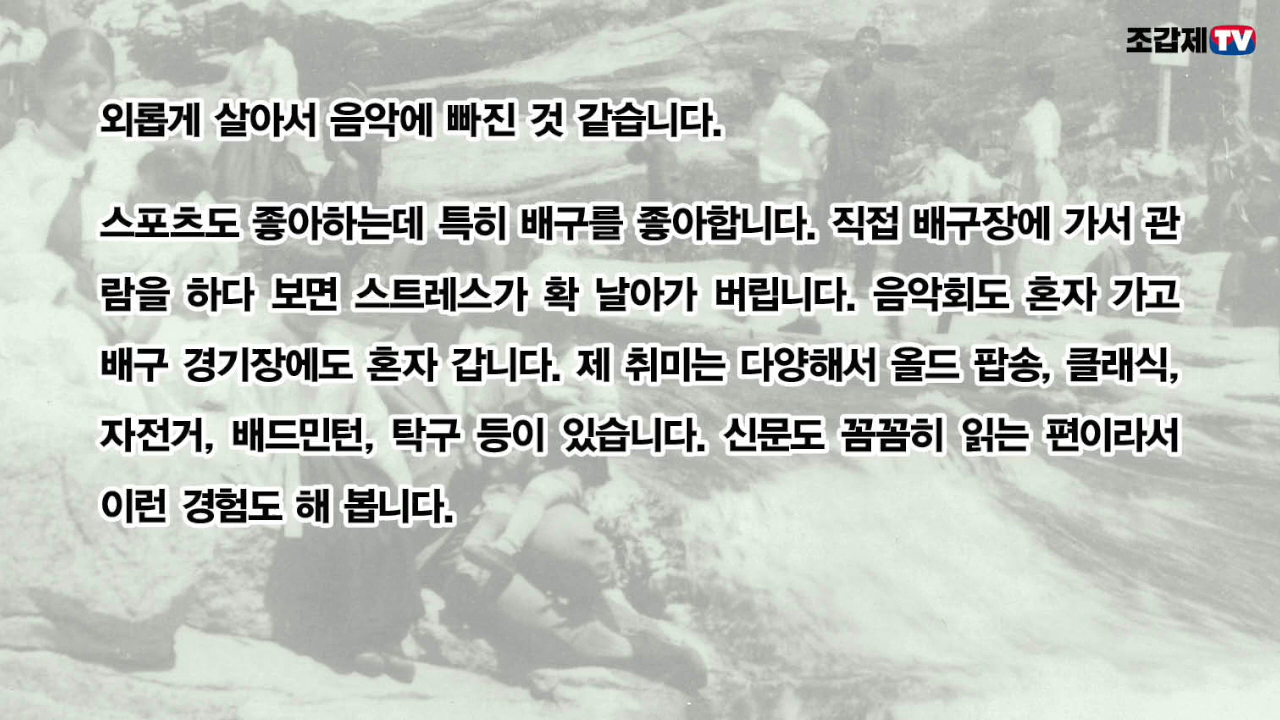 조갑제TV
외롭게 살아서 음악에 빠진 것 같습니다.
스포츠도 좋아하는데 특히 배구를 좋아합니다. 직접 배구장에 가서 관
람을 하다 보면 스트레스가 확 날아가 버립니다. 음악회도 혼자 가고
배구 경기장에도 혼자 갑니다. 제 취미는 다양해서 올드 팝송, 클래식,
자전거, 배드민턴, 탁구 등이 있습니다. 신문도 꼼꼼히 읽는 편이라서
이런 경험도 해 봅니다.